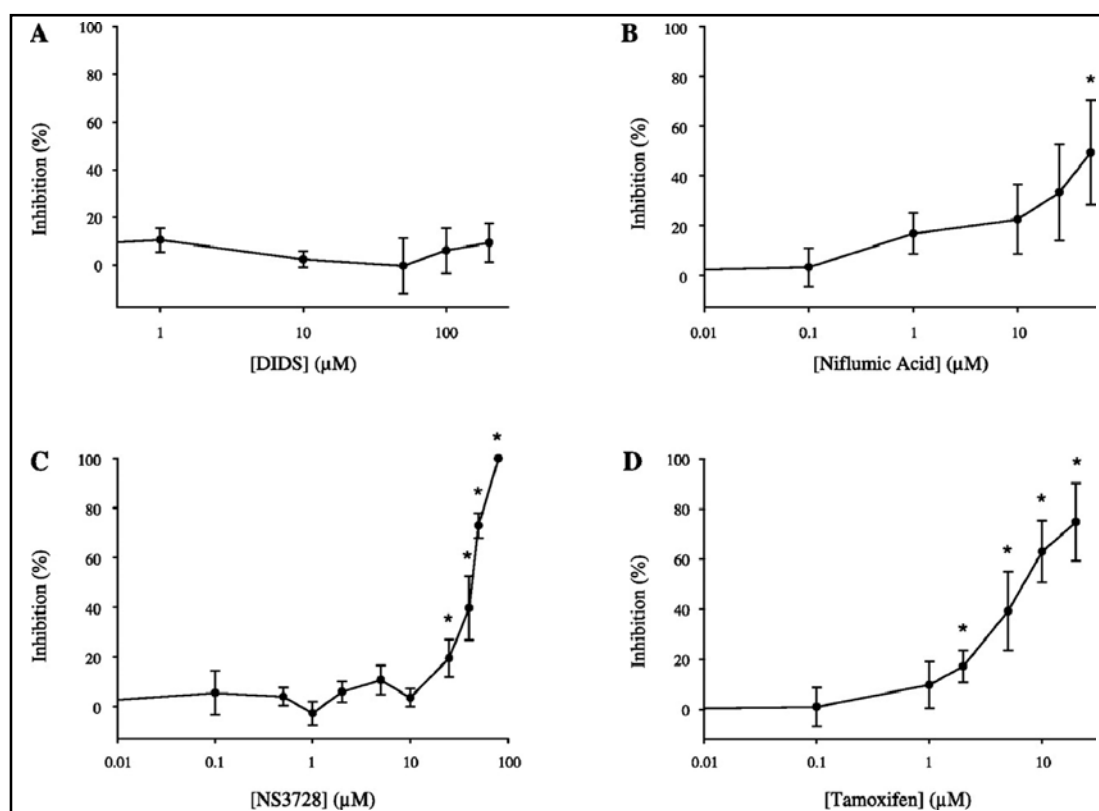 A
100
80
60
40
20
0
Inhibition (%)
1 10 100
[DIDS] (µM)
B
100
80
60
40
20
0
Inhibition (%)
*
0.01 0.1 1 10
[Niflumic Acid] (µM)
C
100
80
60
40
20
0
Inhibition (%)
*
*
*
*
0.01 0.1 1 10 100
[NS3728] (µM)
D
100
80
60
40
20
0
Inhibition (%)
*
*
*
*
0.01 0.1 1 10
[Tamoxifen] (µM)